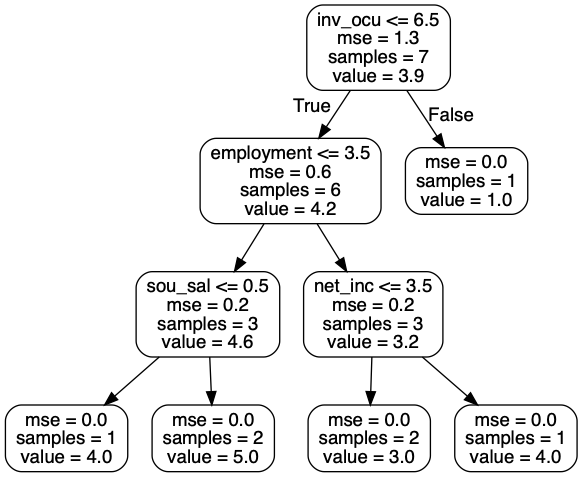 inv_ocu <= 6.5
mse = 1.3
samples = 7
value = 3.9
True
False
employment <= 3.5
mse = 0.6
samples = 6
value = 4.2
mse = 0.0
samples = 1
value = 1.0
sou_sal <= 0.5
mse = 0.2
samples = 3
value = 4.6
net_inc <= 3.5
mse = 0.2
samples = 3
value = 3.2
mse = 0.0
samples = 1
value = 4.0
mse = 0.0
samples = 2
value = 5.0
mse = 0.0
samples = 2
value = 3.0
mse = 0.0
samples = 1
value = 4.0